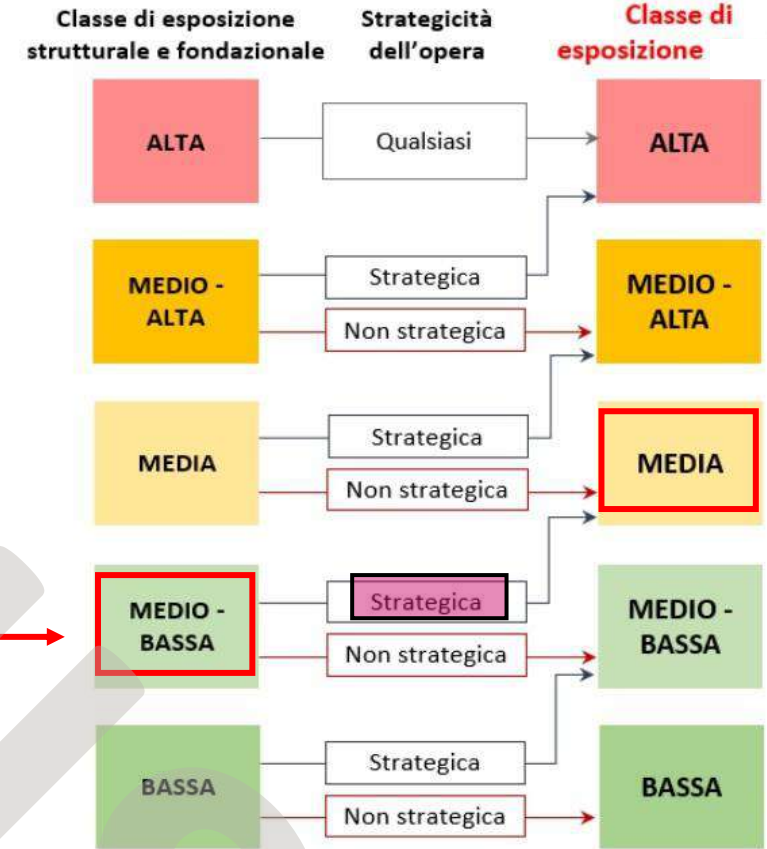 Classe di esposizione
strutturale e fondazionale
Strategicità
dell'opera
Classe di
esposizione
ALTA
Qualsiasi
ALTA
MEDIO -
ALTA
Strategica
Non strategica
MEDIO -
ALTA
MEDIA
Strategica
Non strategica
MEDIA
MEDIO -
BASSA
Strategica
Non strategica
MEDIO -
BASSA
BASSA
Strategica
Non strategica
BASSA